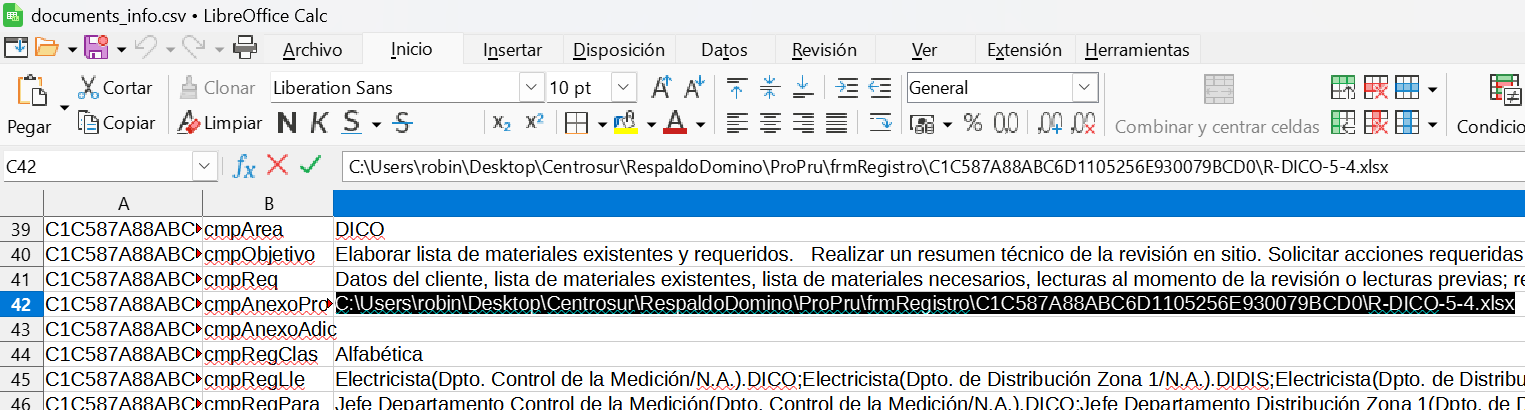 documents_info.csv • LibreOffice Calc
Archivo Inicio Insertar Disposición Datos Revisión Ver Extensión Herramientas
Pegar Cortar Clonar Liberation Sans 10 pt General
Copiar Limpiar N K S S X₂ X² A % Combinar y centrar celdas Condicio
C42 fx C:\Users\robin\Desktop\Centrosur\RespaldoDomino\ProPru\frmRegistro\C1C587A88ABC6D1105256E930079BCD0\R-DICO-5-4.xlsx
A B
39 C1C587A88ABC cmpArea DICO
40 C1C587A88ABC cmpObjetivo Elaborar lista de materiales existentes y requeridos. Realizar un resumen técnico de la revisión en sitio. Solicitar acciones requeridas
41 C1C587A88ABC cmpReq Datos del cliente, lista de materiales existentes, lista de materiales necesarios, lecturas al momento de la revisión o lecturas previas; re
42 C1C587A88ABC cmpAnexoPro C:\Users\robin\Desktop\Centrosur\RespaldoDomino\ProPru\frmRegistro\C1C587A88ABC6D1105256E930079BCD0\R-DICO-5-4.xlsx
43 C1C587A88ABC cmpAnexoAdic
44 C1C587A88ABC cmpRegClas Alfabética
45 C1C587A88ABC cmpRegLle Electricista(Dpto. Control de la Medición/N.A.).DICO;Electricista(Dpto. de Distribución Zona 1/N.A.).DIDIS;Electricista(Dpto. de Distribu
46 C1C587A88ABC cmpRegPara Jefe Departamento Control de la Medición(Dpto. Control de la Medición/N.A.).DICO;Jefe Departamento Distribución Zona 1(Dpto. de D